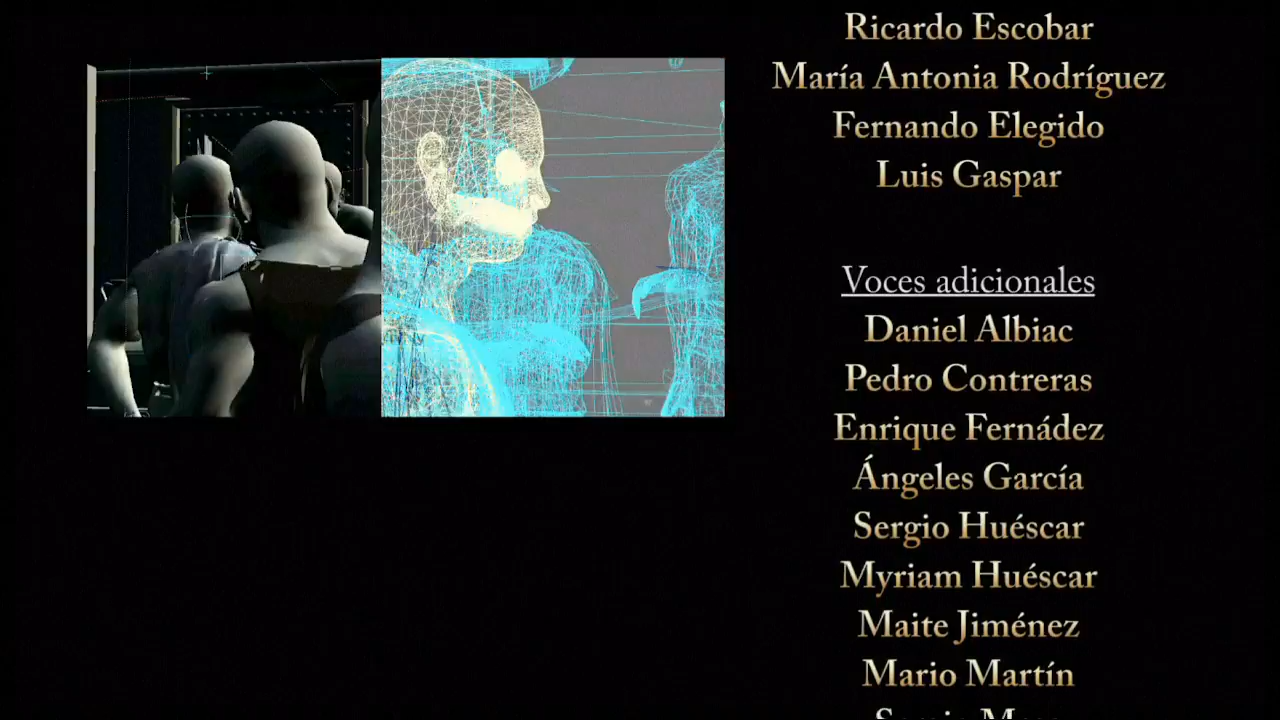 Ricardo Escobar
María Antonia Rodríguez
Fernando Elegido
Luis Gaspar
Voces adicionales
Daniel Albiac
Pedro Contreras
Enrique Fernádez
Ángeles García
Sergio Huéscar
Myriam Huéscar
Maite Jiménez
Mario Martín